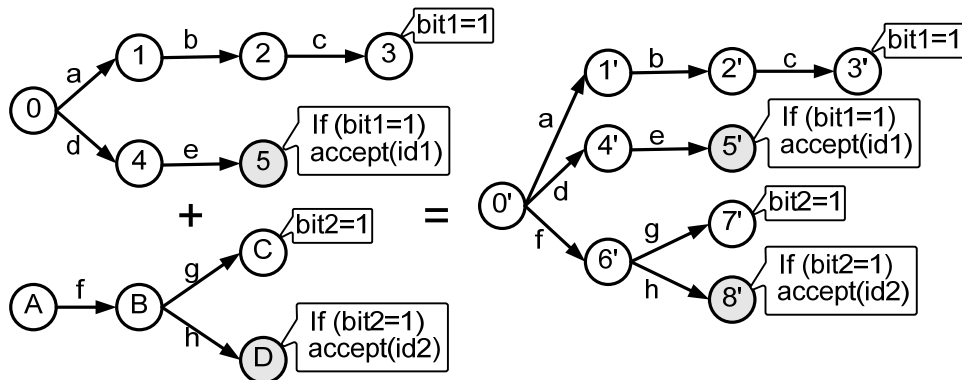 bit1=1
1
b
2
c
3
a
0
If (bit1=1)
accept(id1)
d
4
e
5
+
C
bit2=1
g
A
f
B
h
If (bit2=1)
accept(id2)
D
=
bit1=1
1'
b
2'
c
3'
a
If (bit1=1)
accept(id1)
4'
e
5'
d
0'
f
bit2=1
7'
g
6'
h
If (bit2=1)
accept(id2)
8'